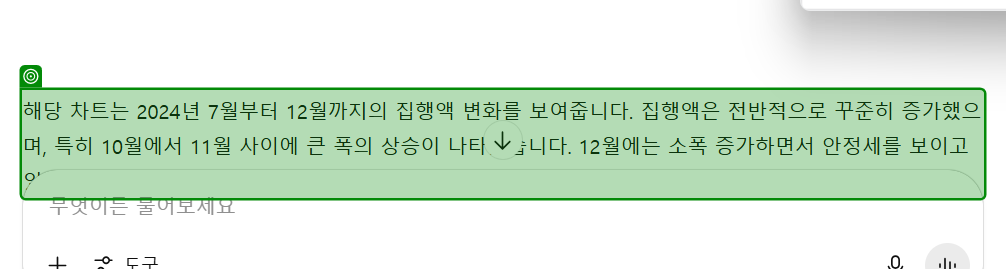 해당 차트는 2024년 7월부터 12월까지의 집행액 변화를 보여줍니다. 집행액은 전반적으로 꾸준히 증가했으
며, 특히 10월에서 11월 사이에 큰 폭의 상승이 나타 습니다. 12월에는 소폭 증가하면서 안정세를 보이고
무엇이든 물어보세요
도구